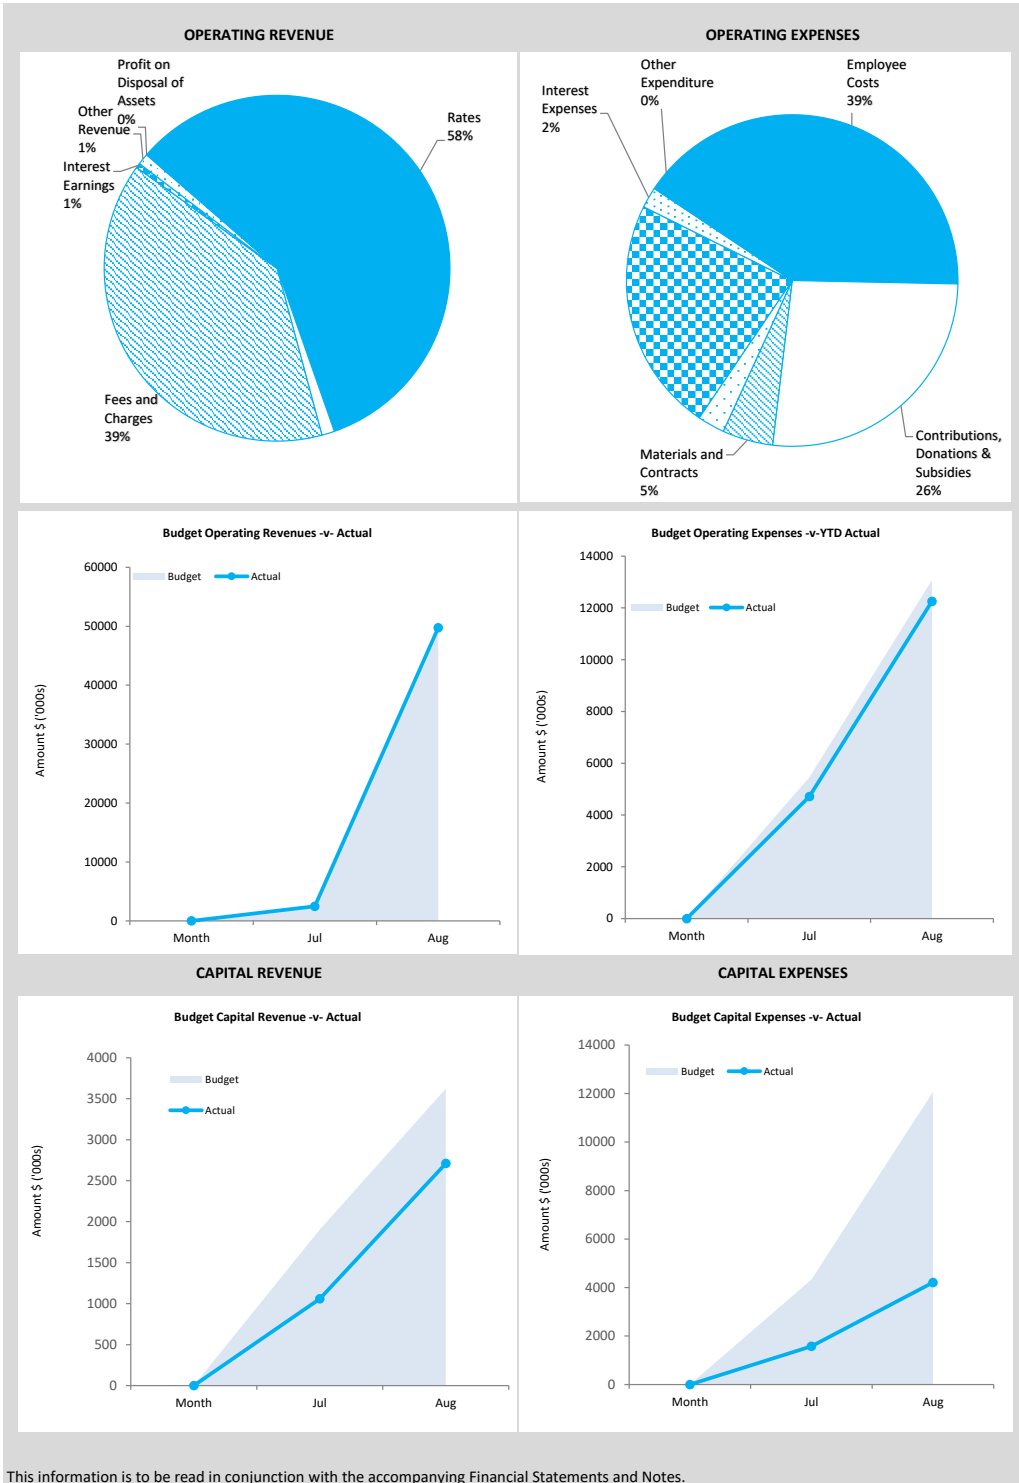 OPERATING REVENUE
OPERATING EXPENSES
Profit on
Disposal of
Assets
0%
Other
Revenue
1%
Interest
Earnings
1%
Rates
58%
Fees and
Charges
39%
Other
Expenditure
0%
Interest
Expenses
2%
Employee
Costs
39%
Materials and
Contracts
5%
Contributions,
Donations &
Subsidies
26%
Budget Operating Revenues -v- Actual
Budget
Actual
Amount $ ('000s)
60000
50000
40000
30000
20000
10000
0
Month
Jul
Aug
Budget Operating Expenses -v-YTD Actual
Budget
Actual
Amount $ ('000s)
14000
12000
10000
8000
6000
4000
2000
0
Month
Jul
Aug
CAPITAL REVENUE
CAPITAL EXPENSES
Budget Capital Revenue -v- Actual
Budget
Actual
Amount $ ('000s)
4000
3500
3000
2500
2000
1500
1000
500
0
Month
Jul
Aug
Budget Capital Expenses -v- Actual
Budget
Actual
Amount $ ('000s)
14000
12000
10000
8000
6000
4000
2000
0
Month
Jul
Aug
This information is to be read in conjunction with the accompanying Financial Statements and Notes.